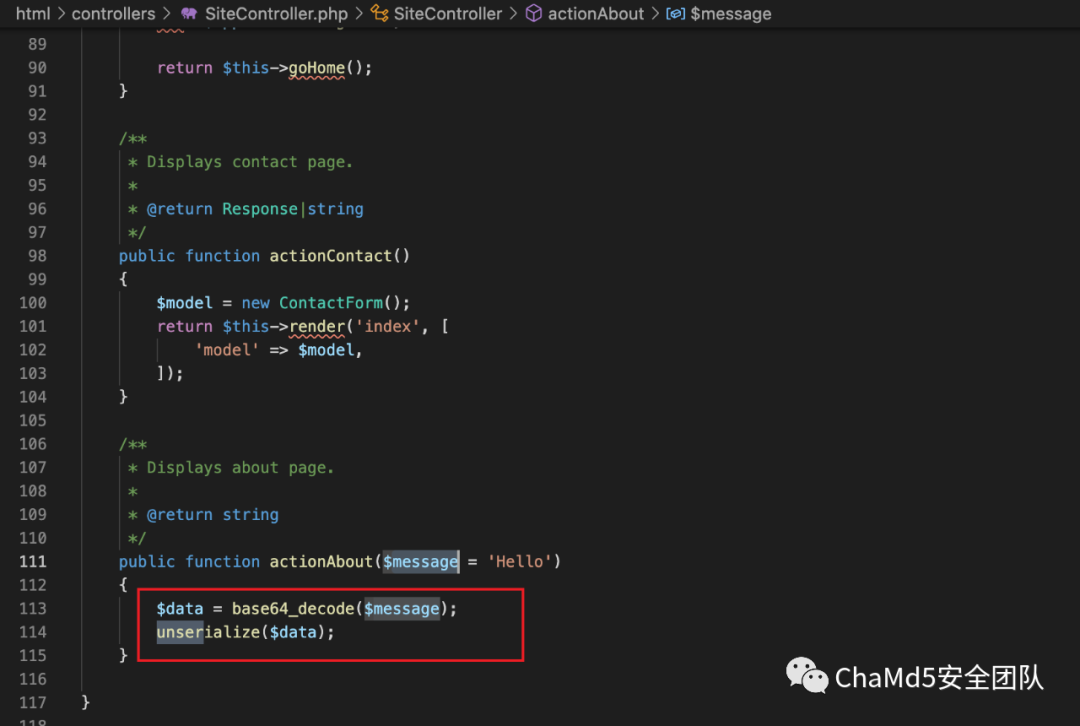 html > controllers > SiteController.php > SiteController > actionAbout > $message
89
90 return $this->goHome();
91 }
92
93 /**
94 * Displays contact page.
95 *
96 * @return Response|string
97 */
98 public function actionContact()
99 {
100 $model = new ContactForm();
101 return $this->render('index', [
102 'model' => $model,
103 ]);
104 }
105
106 /**
107 * Displays about page.
108 *
109 * @return string
110 */
111 public function actionAbout($message = 'Hello')
112 {
113 $data = base64_decode($message);
114 unserialize($data);
115 }
116
117 }
118
ChaMd5安全团队